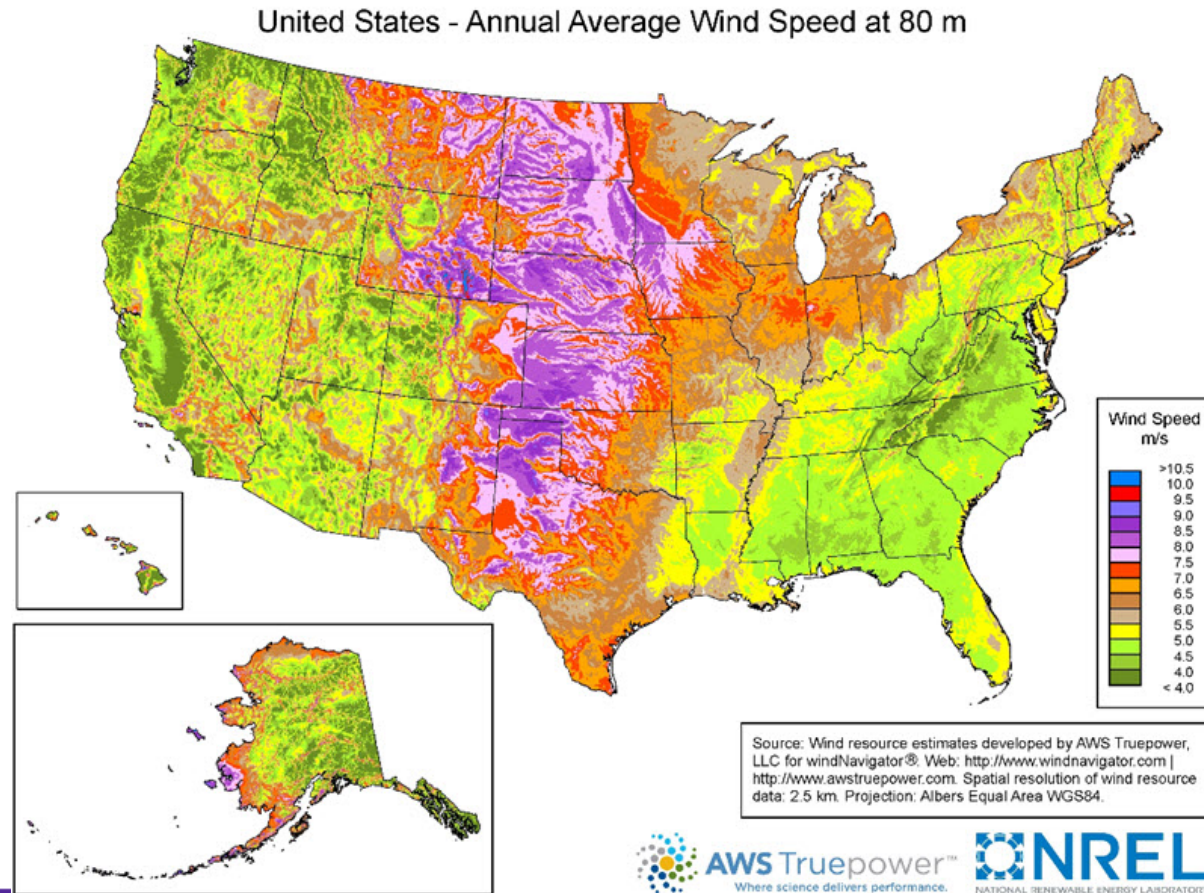 United States - Annual Average Wind Speed at 80 m
Wind Speed
m/s
>10.5
10.0
9.5
9.0
8.5
8.0
7.5
7.0
6.5
6.0
5.5
5.0
4.5
4.0
< 4.0
Source: Wind resource estimates developed by AWS Truepower,
LLC for windNavigator®. Web: http://www.windnavigator.com |
http://www.awstruepower.com. Spatial resolution of wind resource
data: 2.5 km. Projection: Albers Equal Area WGS84.
AWS Truepower™
Where science delivers performance.
NREL
NATIONAL RENEWABLE ENERGY LABORATOR